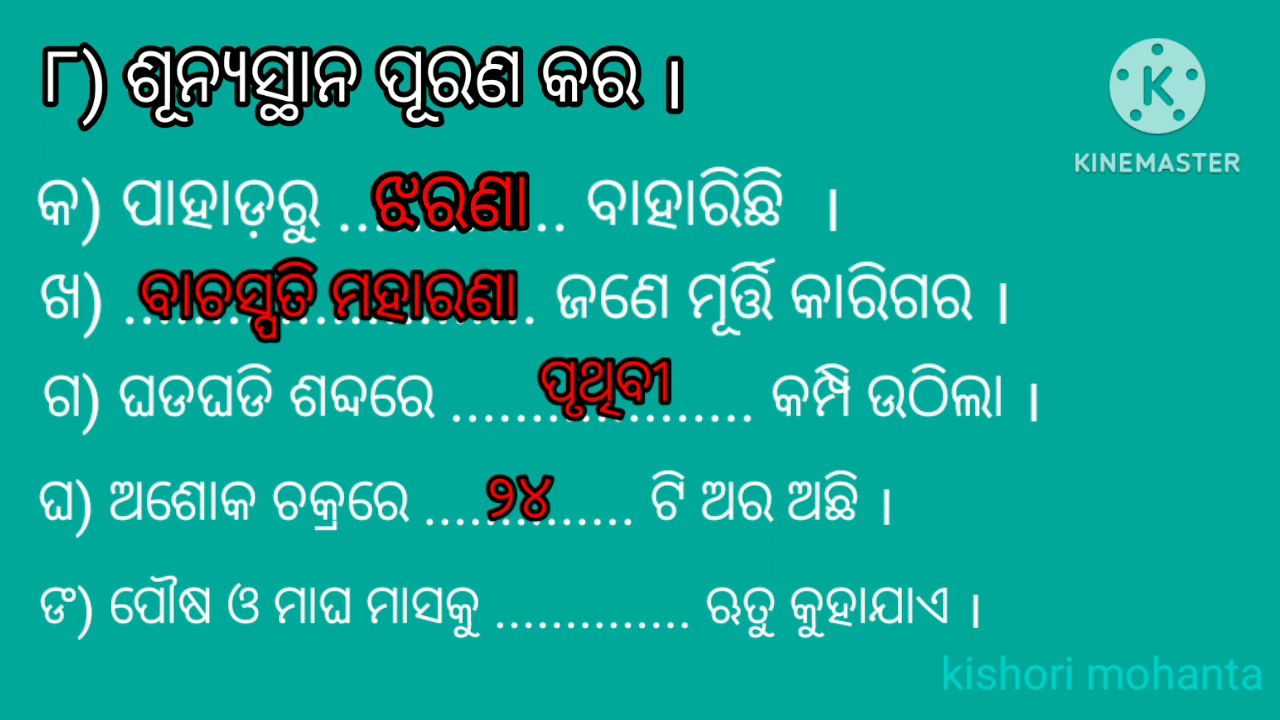 ୮) ଶୂନ୍ୟସ୍ଥାନ ପୂରଣ କର ।
KINEMASTER
କ) ପାହାଡ଼ରୁ ..ଝରଣା.. ବାହାରିଛି ।
ଖ) ..ବାଚସ୍ପତି ମହାରଣା.. ଜଣେ ମୂର୍ତ୍ତି କାରିଗର ।
ଗ) ଘଡଘଡି ଶବ୍ଦରେ ......ପୃଥିବୀ...... କମ୍ପି ଉଠିଲା ।
ଘ) ଅଶୋକ ଚକ୍ରରେ ....୨୪..... ଟି ଅର ଅଛି ।
ଙ) ପୌଷ ଓ ମାଘ ମାସକୁ .............. ଋତୁ କୁହାଯାଏ ।
kishori mohanta